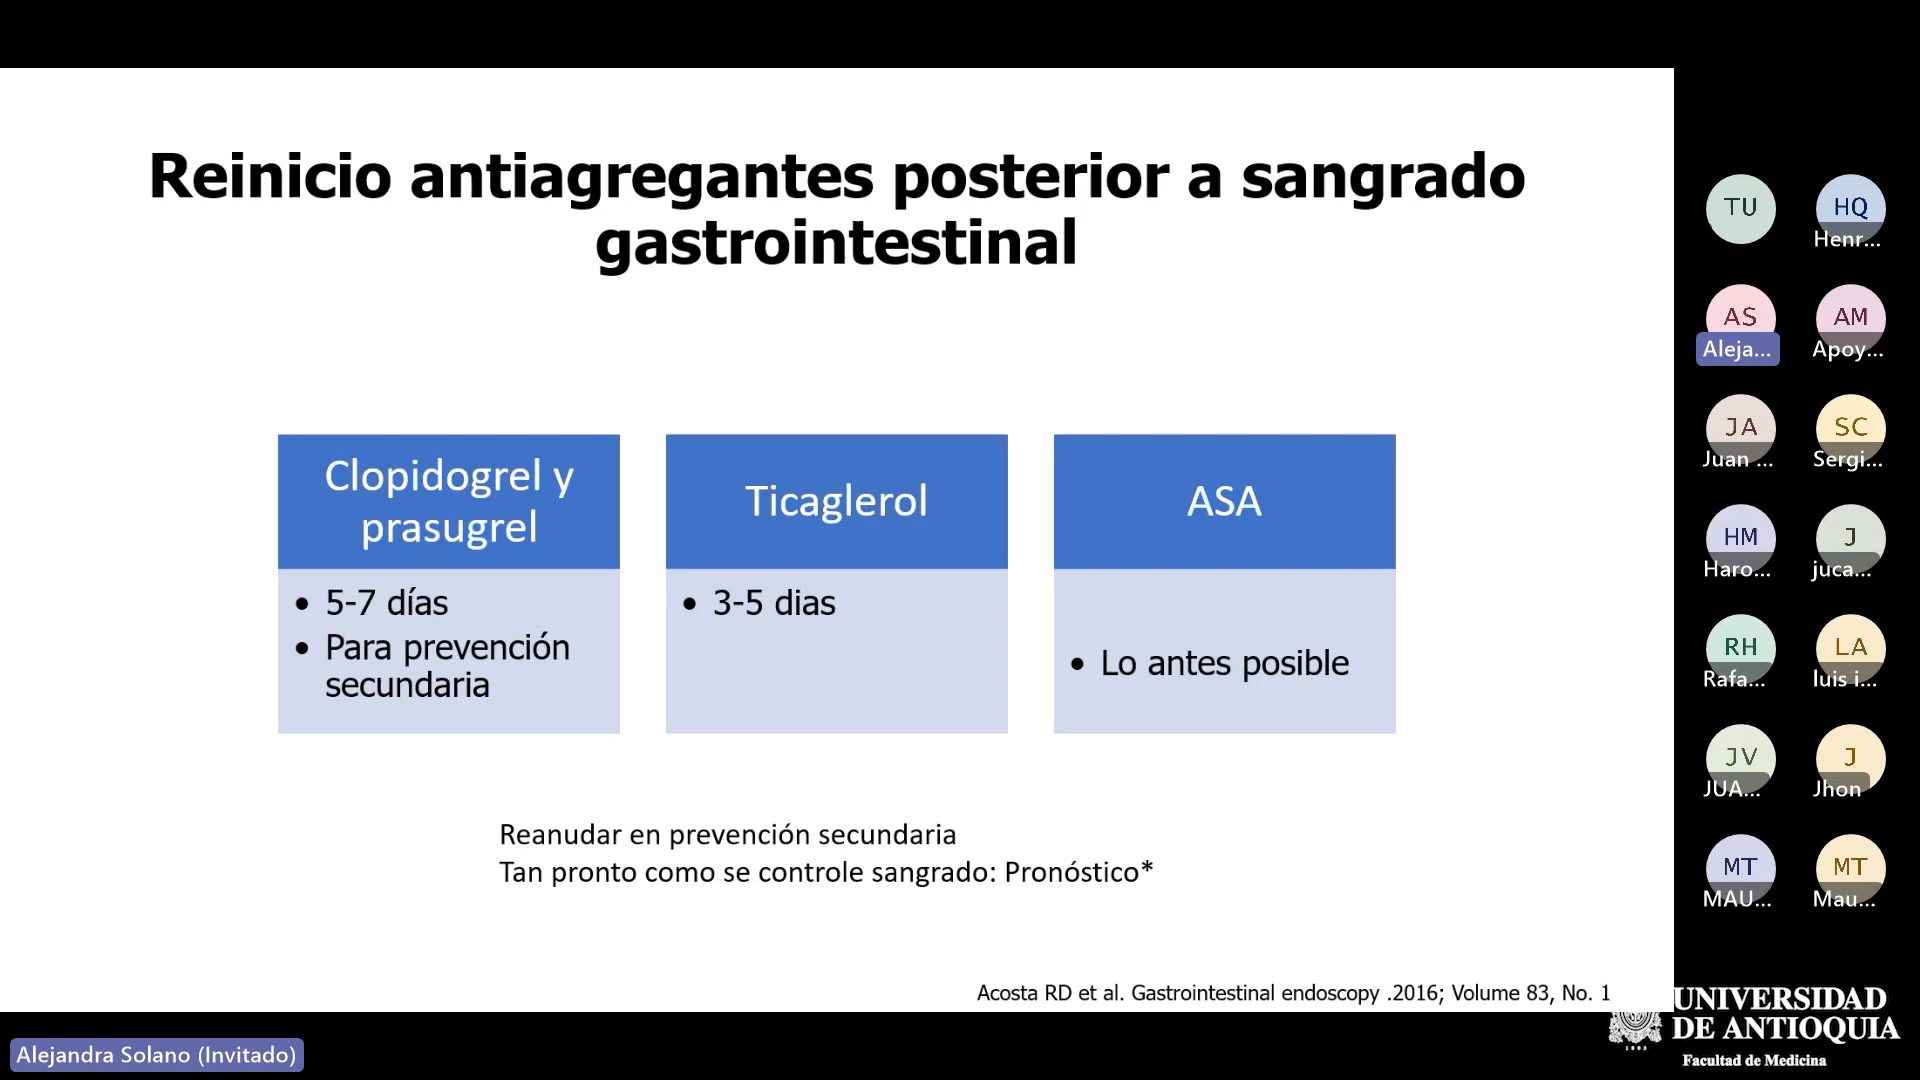 Reinicio antiagregantes posterior a sangrado
gastrointestinal
Clopidogrel y
prasugrel
• 5-7 días
• Para prevención
secundaria
Ticaglerol
• 3-5 dias
ASA
• Lo antes posible
Reanudar en prevención secundaria
Tan pronto como se controle sangrado: Pronóstico*
Acosta RD et al. Gastrointestinal endoscopy .2016; Volume 83, No. 1
TU
HQ
Henr...
AS
Aleja...
AM
Apoy...
JA
Juan ...
SC
Sergi...
HM
Haro...
J
juca...
RH
Rafa...
LA
luis i...
JV
JUA...
J
Jhon
MT
MAU...
MT
Mau...
UNIVERSIDAD
DE ANTIOQUIA
1803
Facultad de Medicina
Alejandra Solano (Invitado)